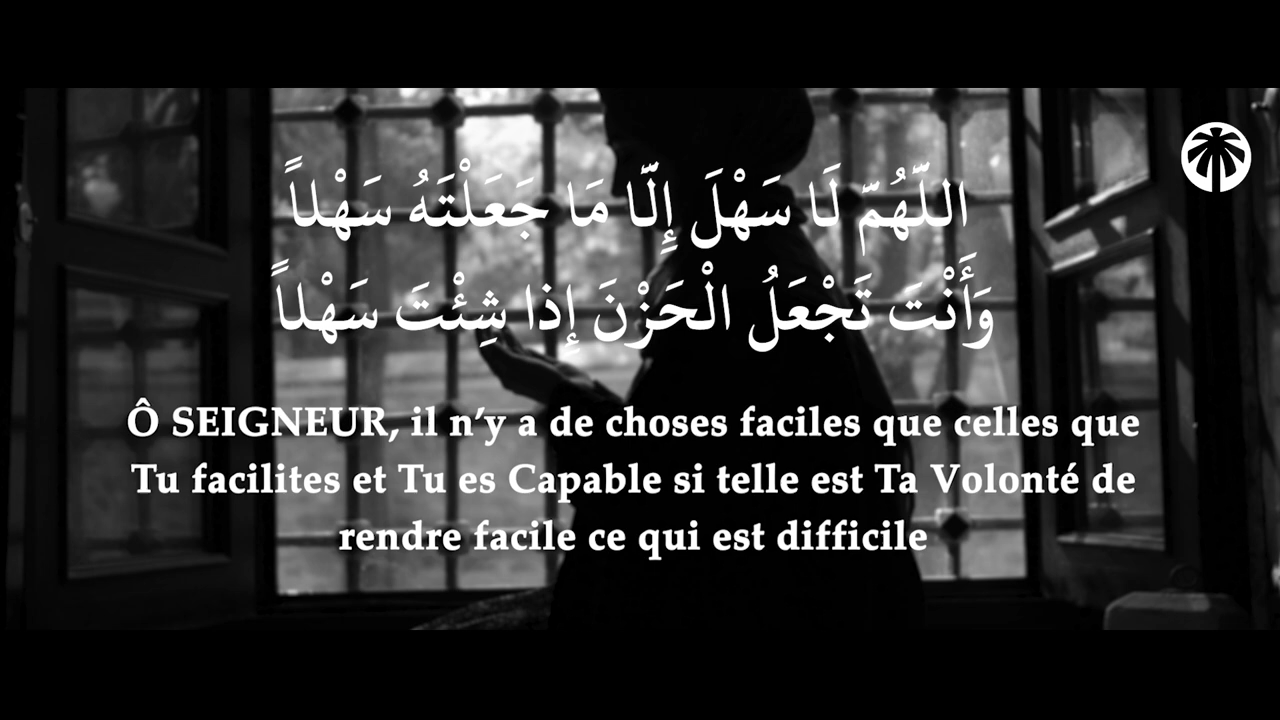 اللّهُمّ لَا سَهْلَ إِلّا مَا جَعَلْتَهُ سَهْلاً
وَأَنْتَ تَجْعَلُ الْحَزْنَ إِذا شِئْتَ سَهْلاً
Ô SEIGNEUR, il n’y a de choses faciles que celles que
Tu facilites et Tu es Capable si telle est Ta Volonté de
rendre facile ce qui est difficile